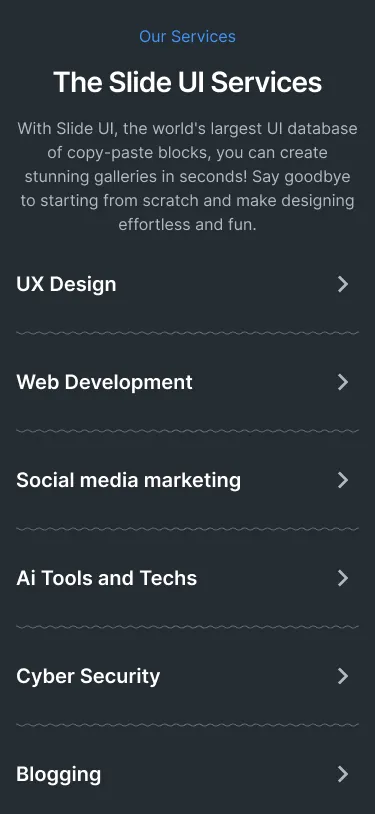 Our Services
The Slide UI Services
With Slide UI, the world's largest UI database
of copy-paste blocks, you can create
stunning galleries in seconds! Say goodbye
to starting from scratch and make designing
effortless and fun.
UX Design
Web Development
Social media marketing
Ai Tools and Techs
Cyber Security
Blogging